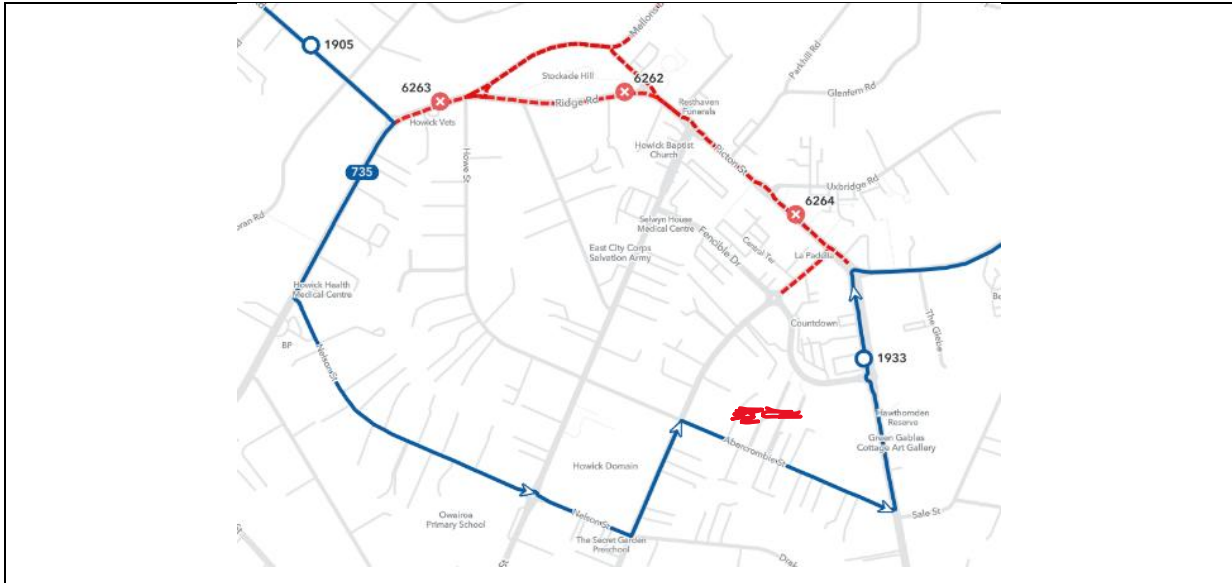 1905
Mellons
Parkhill Rd
6263
Stockade Hill
6262
Glenfern Rd
Ridge Rd
Resthaven
Funerals
Howick Vets
Howick Baptist
Church
Picton St
735
Howe St
Uxbridge Rd
6264
Selwyn House
Medical Centre
Fencible Dr
Central Ter
East City Corps
Salvation Army
La Padella
Howick Health
Medical Centre
Countdown
The Glebe
BP
Nelson St
1933
Hawthornden
Reserve
Green Gables
Cottage Art Gallery
Abercrombie St
Howick Domain
Owairoa
Primary School
Nelson St
Sale St
The Secret Garden
Preschool